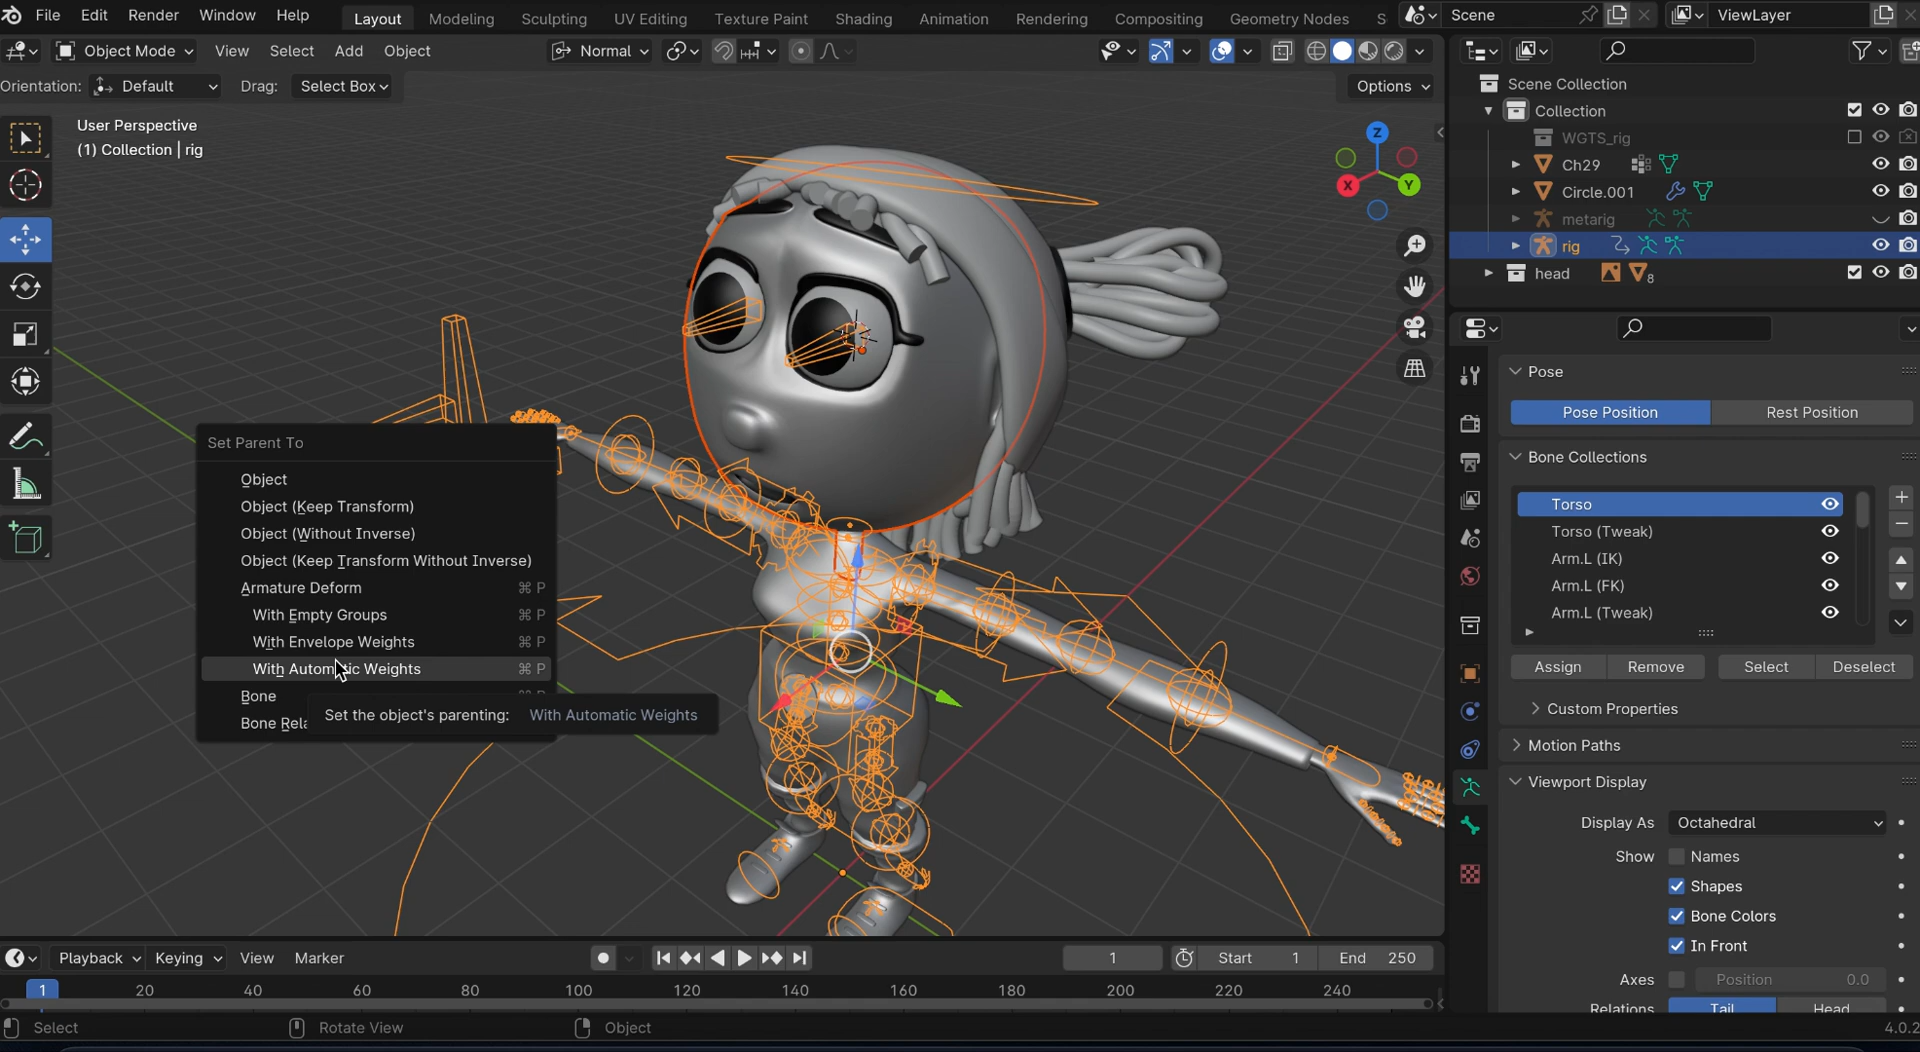 File Edit Render Window Help Layout Modeling Sculpting UV Editing Texture Paint Shading Animation Rendering Compositing Geometry Nodes S Scene ViewLayer
Object Mode View Select Add Object Normal
Orientation: Default Drag: Select Box Options
User Perspective
(1) Collection | rig
Z
X
Y
Set Parent To
Object
Object (Keep Transform)
Object (Without Inverse)
Object (Keep Transform Without Inverse)
Armature Deform ⌘ P
With Empty Groups ⌘ P
With Envelope Weights ⌘ P
With Automatic Weights ⌘ P
Bone ⌘ P
Bone Rela
Set the object's parenting: With Automatic Weights
Scene Collection
Collection
WGTS_rig
Ch29
Circle.001
metarig
rig
head 8
Pose
Pose Position Rest Position
Bone Collections
Torso
Torso (Tweak)
Arm.L (IK)
Arm.L (FK)
Arm.L (Tweak)
Assign Remove Select Deselect
Custom Properties
Motion Paths
Viewport Display
Display As Octahedral
Show Names
Shapes
Bone Colors
In Front
Axes Position 0.0
Relations Tail Head
Playback Keying View Marker 1 Start 1 End 250
1 20 40 60 80 100 120 140 160 180 200 220 240
Select Rotate View Object 4.0.2